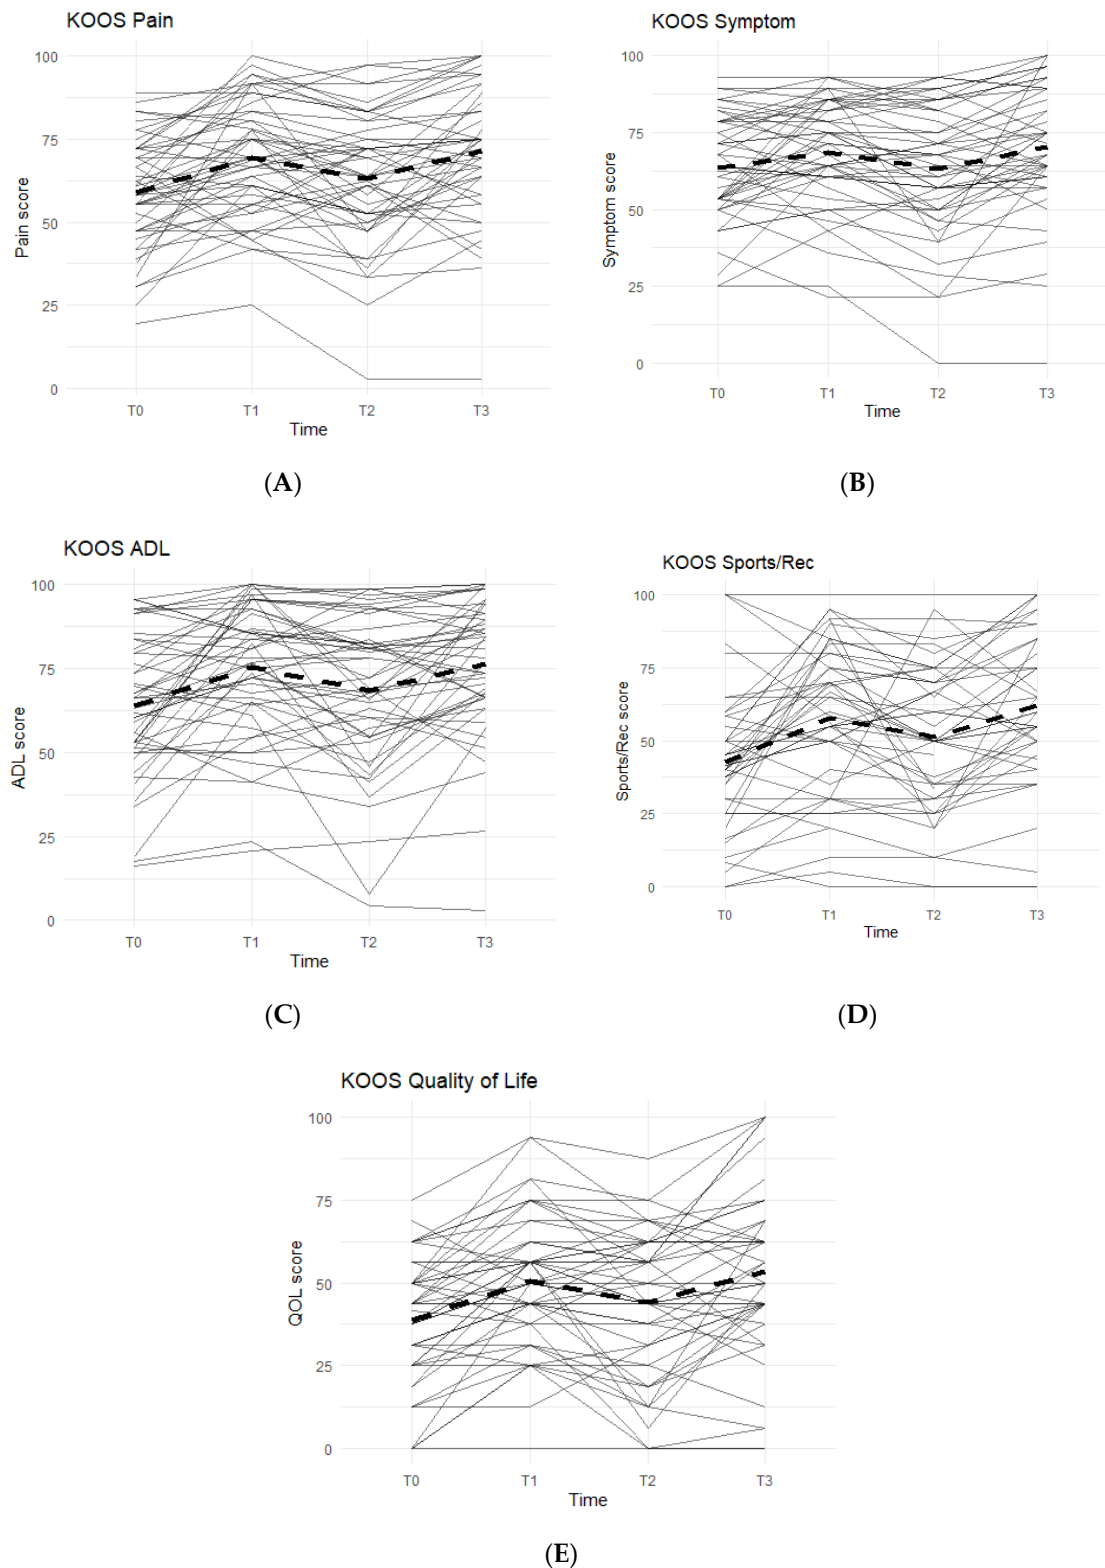 KOOS Pain
100
75
50
25
0
Pain score
T0 T1 T2 T3
Time
(A)
KOOS Symptom
100
75
50
25
0
Symptom score
T0 T1 T2 T3
Time
(B)
KOOS ADL
100
75
50
25
0
ADL score
T0 T1 T2 T3
Time
(C)
KOOS Sports/Rec
100
75
50
25
0
Sports/Rec score
T0 T1 T2 T3
Time
(D)
KOOS Quality of Life
100
75
50
25
0
QOL score
T0 T1 T2 T3
Time
(E)